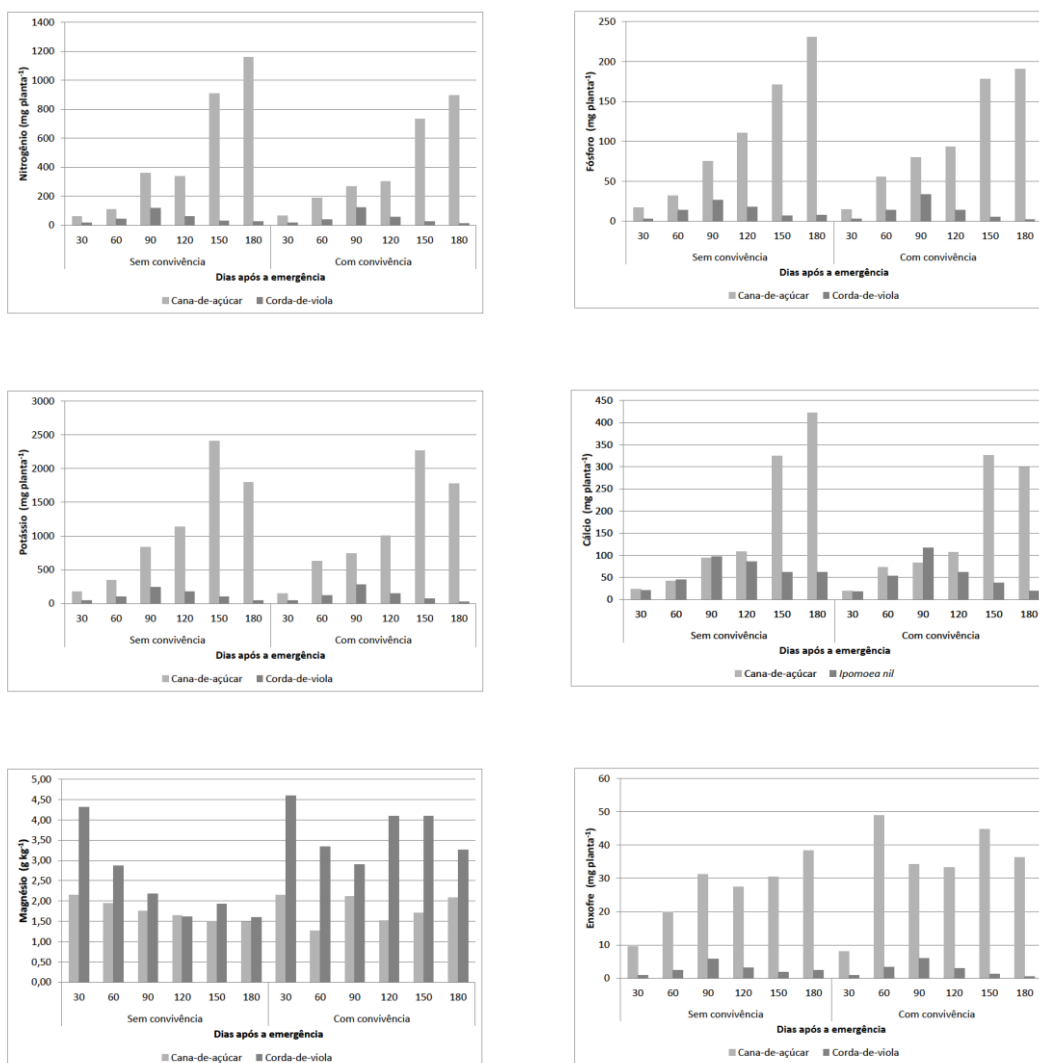 Nitrogênio (mg planta⁻¹)
1400
1200
1000
800
600
400
200
0
30 60 90 120 150 180 30 60 90 120 150 180
Sem convivência Com convivência
Dias após a emergência
Cana-de-açúcar Corda-de-viola
Fósforo (mg planta⁻¹)
250
200
150
100
50
0
30 60 90 120 150 180 30 60 90 120 150 180
Sem convivência Com convivência
Dias após a emergência
Cana-de-açúcar Corda-de-viola
Potássio (mg planta⁻¹)
3000
2500
2000
1500
1000
500
0
30 60 90 120 150 180 30 60 90 120 150 180
Sem convivência Com convivência
Dias após a emergência
Cana-de-açúcar Corda-de-viola
Cálcio (mg planta⁻¹)
450
400
350
300
250
200
150
100
50
0
30 60 90 120 150 180 30 60 90 120 150 180
Sem convivência Com convivência
Dias após a emergência
Cana-de-açúcar Ipomoea nil
Magnésio (g kg⁻¹)
5,00
4,50
4,00
3,50
3,00
2,50
2,00
1,50
1,00
0,50
0,00
30 60 90 120 150 180 30 60 90 120 150 180
Sem convivência Com convivência
Dias após a emergência
Cana-de-açúcar Corda-de-viola
Enxofre (mg planta⁻¹)
60
50
40
30
20
10
0
30 60 90 120 150 180 30 60 90 120 150 180
Sem convivência Com convivência
Dias após a emergência
Cana-de-açúcar Corda-de-viola